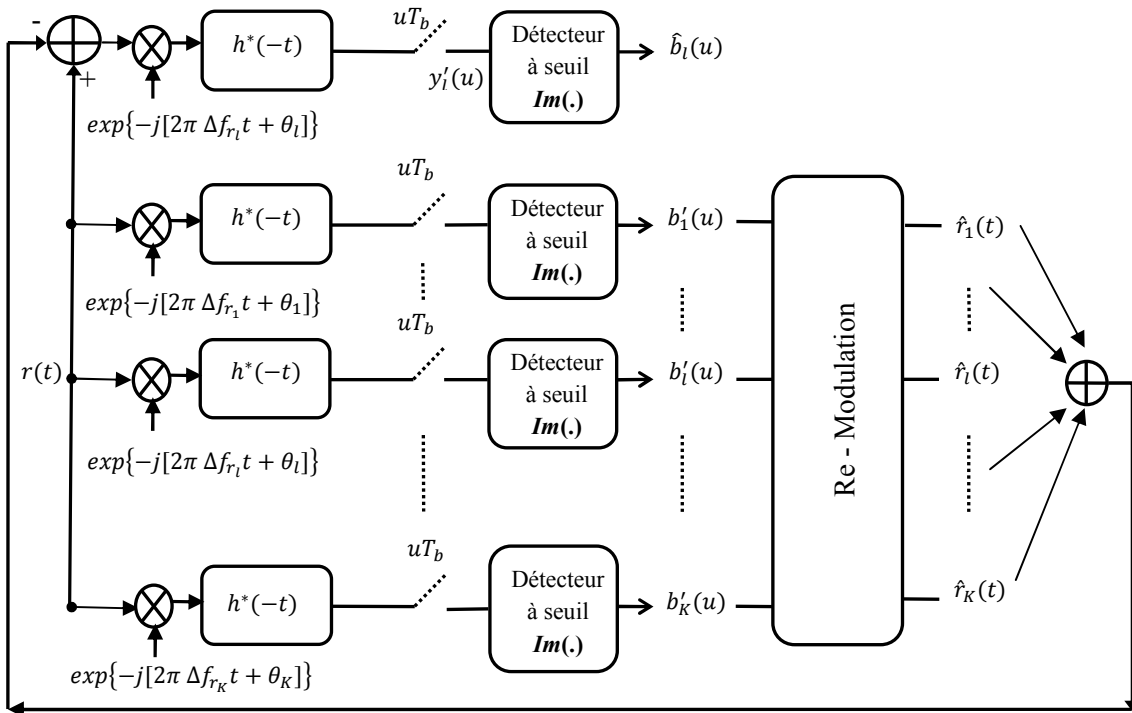 -
+
h*(−t)
uT_b
y′_l(u)
Détecteur
à seuil
Im(.)
b̂_l(u)
exp{−j[2π Δf_{r_l}t + θ_l]}
h*(−t)
uT_b
Détecteur
à seuil
Im(.)
b′_1(u)
r̂_1(t)
exp{−j[2π Δf_{r_1}t + θ_1]}
r(t)
h*(−t)
uT_b
Détecteur
à seuil
Im(.)
b′_l(u)
Re - Modulation
r̂_l(t)
exp{−j[2π Δf_{r_l}t + θ_l]}
h*(−t)
uT_b
Détecteur
à seuil
Im(.)
b′_K(u)
r̂_K(t)
exp{−j[2π Δf_{r_K}t + θ_K]}